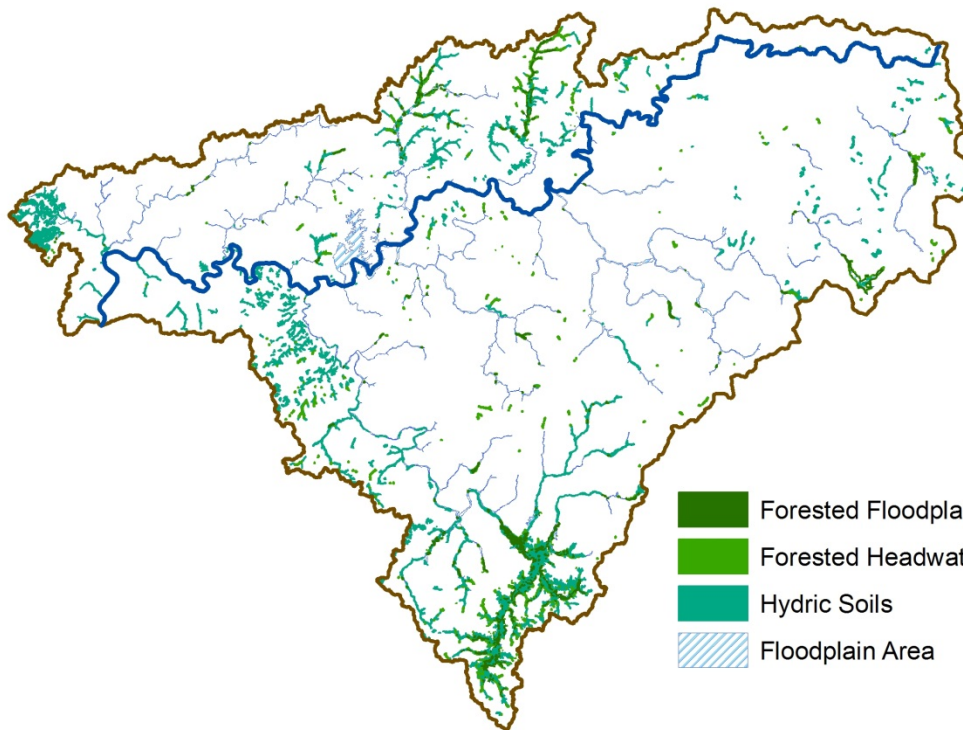 Forested Floodpla
Forested Headwat
Hydric Soils
Floodplain Area